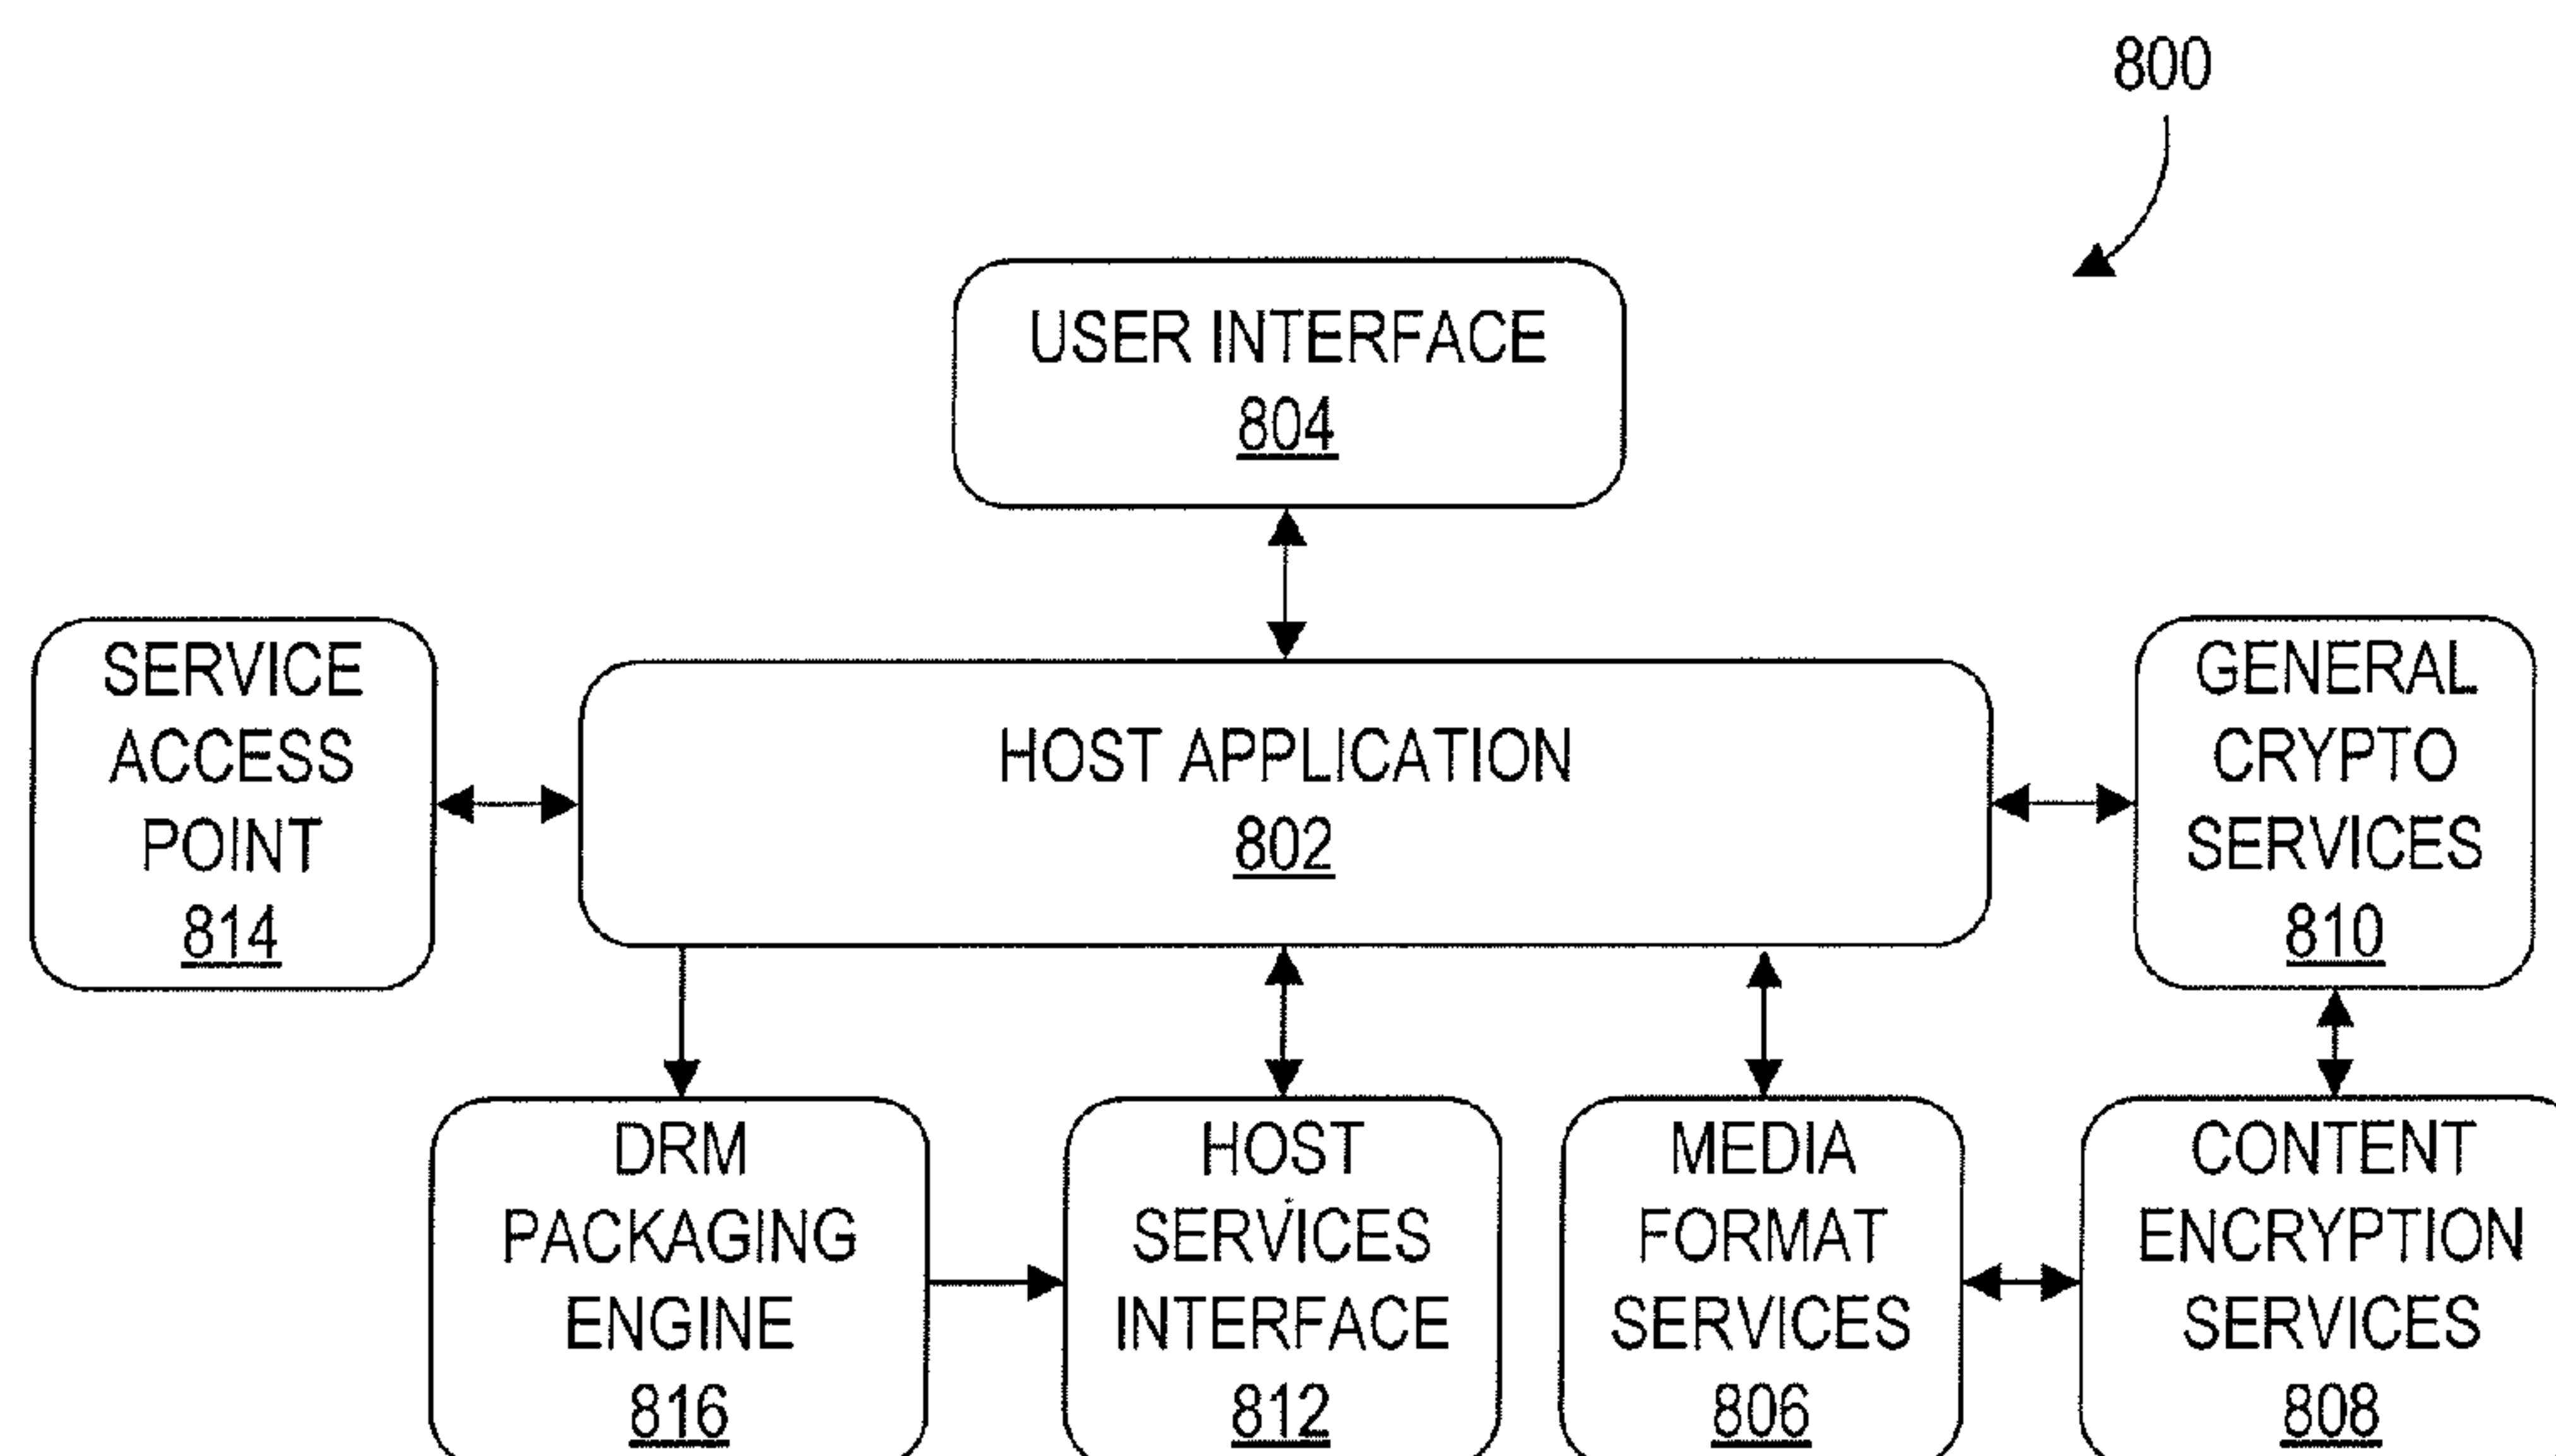 800
USER INTERFACE
804
SERVICE
ACCESS
POINT
814
HOST APPLICATION
802
GENERAL
CRYPTO
SERVICES
810
DRM
PACKAGING
ENGINE
816
HOST
SERVICES
INTERFACE
812
MEDIA
FORMAT
SERVICES
806
CONTENT
ENCRYPTION
SERVICES
808